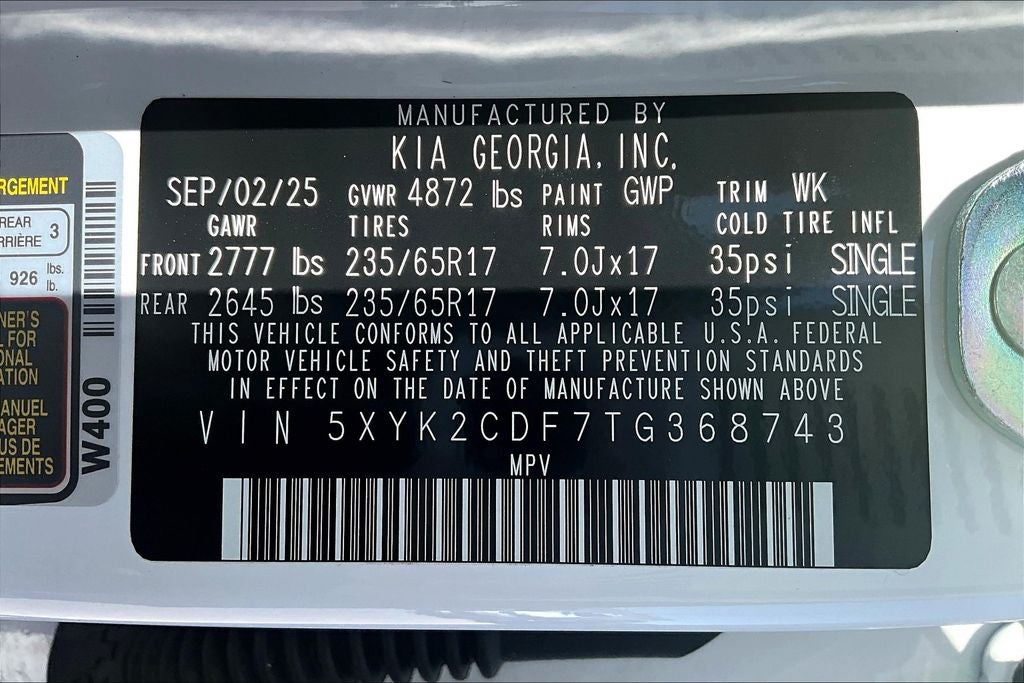 MANUFACTURED BY
KIA GEORGIA, INC.
SEP/02/25 GVWR 4872 lbs PAINT GWP TRIM WK
GAWR TIRES RIMS COLD TIRE INFL
FRONT 2777 lbs 235/65R17 7.0Jx17 35psi SINGLE
REAR 2645 lbs 235/65R17 7.0Jx17 35psi SINGLE
THIS VEHICLE CONFORMS TO ALL APPLICABLE U.S.A. FEDERAL
MOTOR VEHICLE SAFETY AND THEFT PREVENTION STANDARDS
IN EFFECT ON THE DATE OF MANUFACTURE SHOWN ABOVE
VIN 5XYK2CDF7TG368743
MPV
RGEMENT
REAR
RRIÈRE 3
926 lbs.
lb.
NER'S
L FOR
ONAL
ATION
ANUEL
AGER
US DE
EMENTS
W400